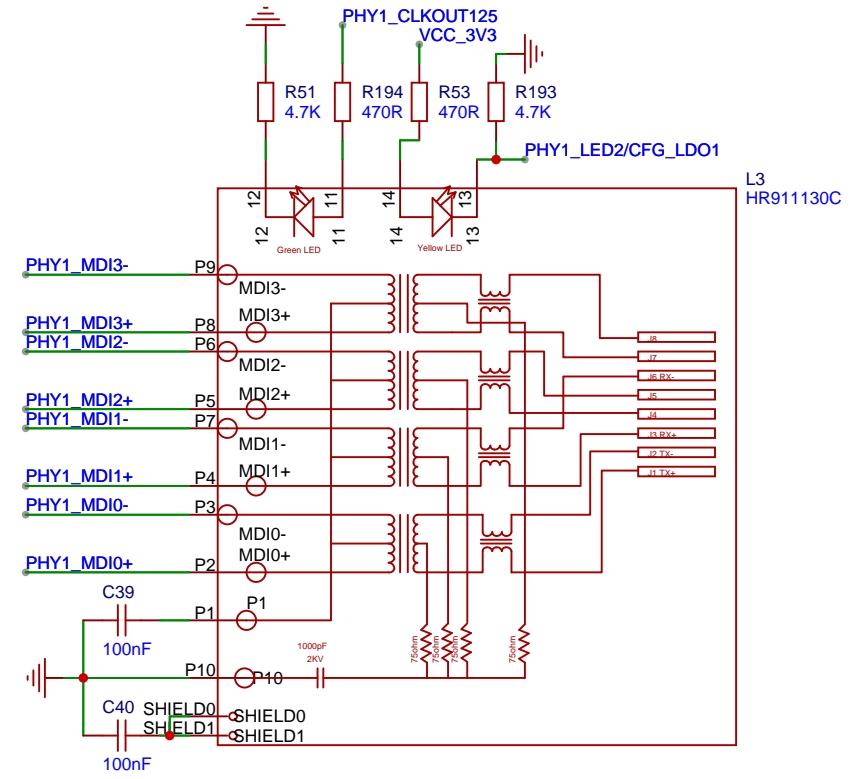 PHY1_CLKOUT125
VCC_3V3
R51
4.7K
R194
470R
R53
470R
R193
4.7K
PHY1_LED2/CFG_LDO1
L3
HR911130C
12
11
14
13
12
11
14
13
Green LED
Yellow LED
PHY1_MDI3-
P9
MDI3-
PHY1_MDI3+
P8
MDI3+
PHY1_MDI2-
P6
MDI2-
PHY1_MDI2+
P5
MDI2+
PHY1_MDI1-
P7
MDI1-
PHY1_MDI1+
P4
MDI1+
PHY1_MDI0-
P3
MDI0-
PHY1_MDI0+
P2
MDI0+
J8
J7
J6 RX-
J5
J4
J3 RX+
J2 TX-
J1 TX+
C39
100nF
P1
P1
1000pF
2KV
75ohm
75ohm
75ohm
75ohm
P10
P10
C40
100nF
SHIELD0
SHIELD0
SHIELD1
SHIELD1